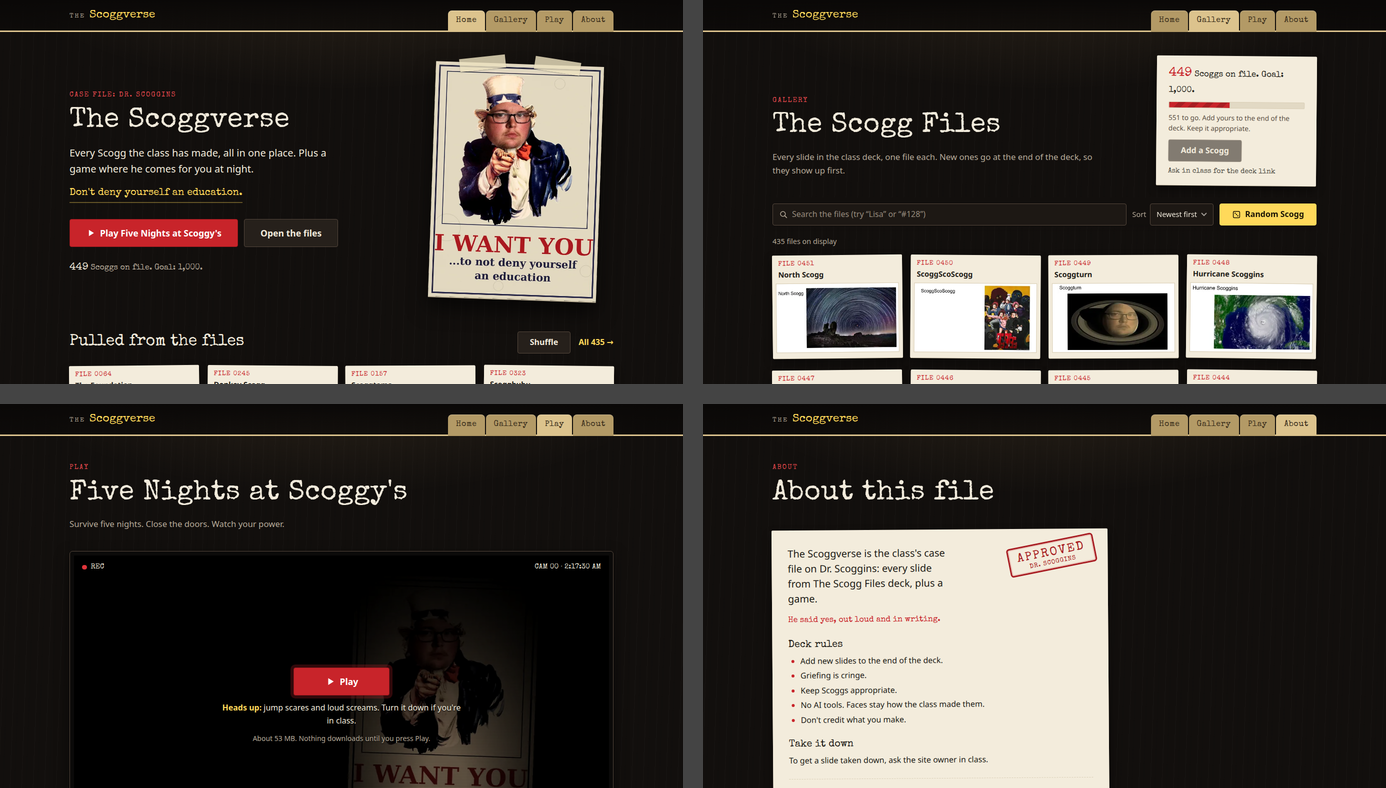 THE Scoggverse
Home
Gallery
Play
About
CASE FILE: DR. SCOGGINS
The Scoggverse
Every Scogg the class has made, all in one place. Plus a
game where he comes for you at night.
Don't deny yourself an education.
Play Five Nights at Scoggy's
Open the files
449 Scoggs on file. Goal: 1,000.
I WANT YOU
...to not deny yourself
an education
Pulled from the files
Shuffle
All 435 →
FILE 0064
FILE 0245
Donkey Scogg
FILE 0157
FILE 0323
THE Scoggverse
Home
Gallery
Play
About
GALLERY
The Scogg Files
Every slide in the class deck, one file each. New ones go at the end of the deck, so
they show up first.
449 Scoggs on file. Goal:
1,000.
551 to go. Add yours to the end of the
deck. Keep it appropriate.
Add a Scogg
Ask in class for the deck link
Search the files (try “Lisa” or “#128”)
Sort
Newest first
Random Scogg
435 files on display
FILE 0451
North Scogg
North Scogg
FILE 0450
ScoggScoScogg
ScoggScoScogg
FILE 0449
Scoggturn
Scoggturn
FILE 0448
Hurricane Scoggins
Hurricane Scoggins
FILE 0447
FILE 0446
FILE 0445
FILE 0444
THE Scoggverse
Home
Gallery
Play
About
PLAY
Five Nights at Scoggy's
Survive five nights. Close the doors. Watch your power.
REC
CAM 00 · 2:17:30 AM
Play
Heads up: jump scares and loud screams. Turn it down if you're
in class.
About 53 MB. Nothing downloads until you press Play.
I WANT YOU
THE Scoggverse
Home
Gallery
Play
About
ABOUT
About this file
The Scoggverse is the class's case
file on Dr. Scoggins: every slide
from The Scogg Files deck, plus a
game.
APPROVED
DR. SCOGGINS
He said yes, out loud and in writing.
Deck rules
Add new slides to the end of the deck.
Griefing is cringe.
Keep Scoggs appropriate.
No AI tools. Faces stay how the class made them.
Don't credit what you make.
Take it down
To get a slide taken down, ask the site owner in class.